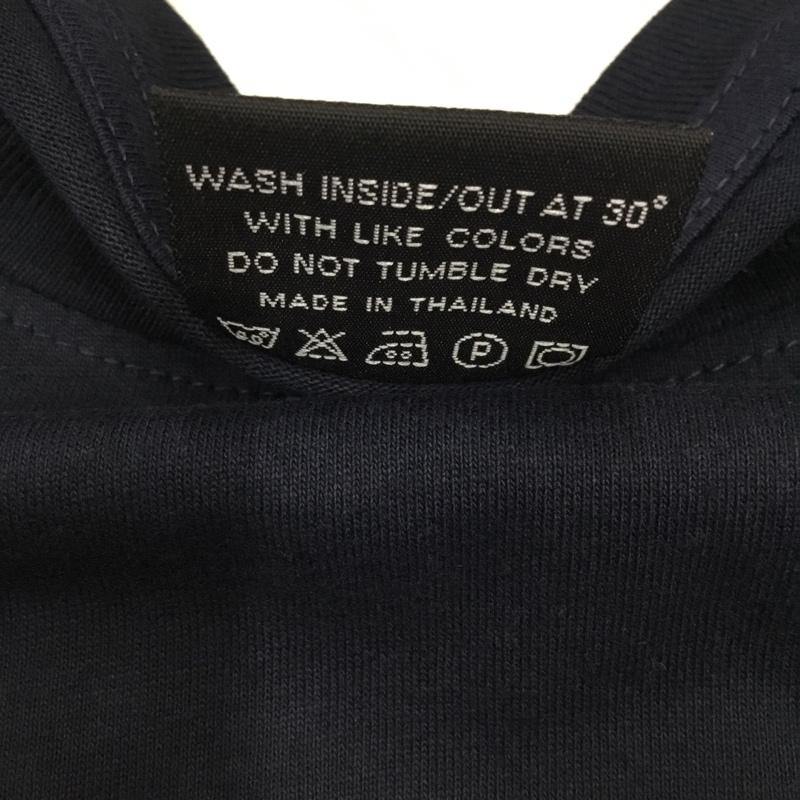 WASH INSIDE/OUT AT 30°
WITH LIKE COLORS
DO NOT TUMBLE DRY
MADE IN THAILAND
P